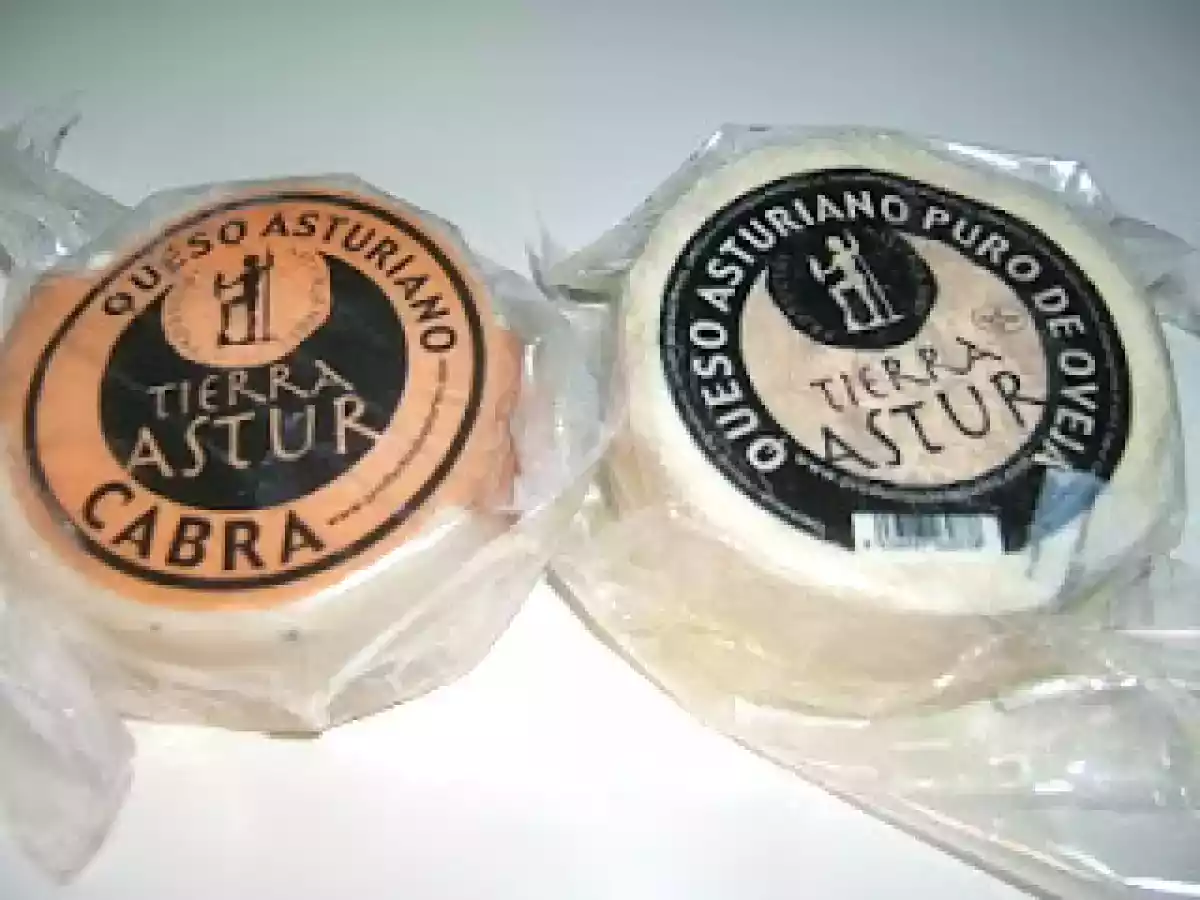 QUESO ASTURIANO
TIERRA
ASTUR
CABRA
QUESO ASTURIANO PURO DE OVEJA
TIERRA
ASTUR